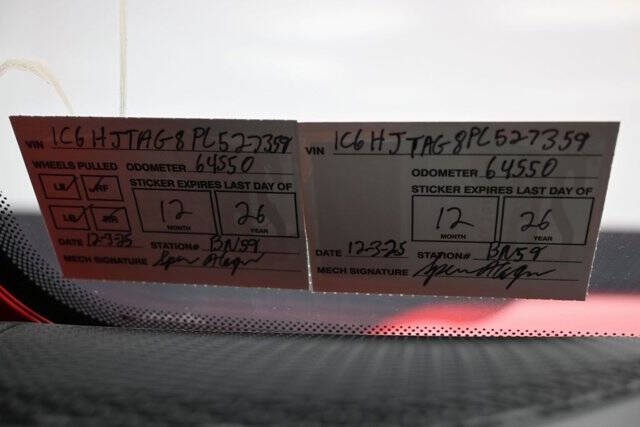 VIN 1C6HJTAG8PL527359
WHEELS PULLED ODOMETER 64550
STICKER EXPIRES LAST DAY OF
LF RF
LR RR
12 26
MONTH YEAR
DATE 12-3-25 STATION# BN59
MECH SIGNATURE
VIN 1C6HJTAG8PL527359
ODOMETER 64550
STICKER EXPIRES LAST DAY OF
12 26
MONTH YEAR
DATE 12-3-25 STATION# BN59
MECH SIGNATURE